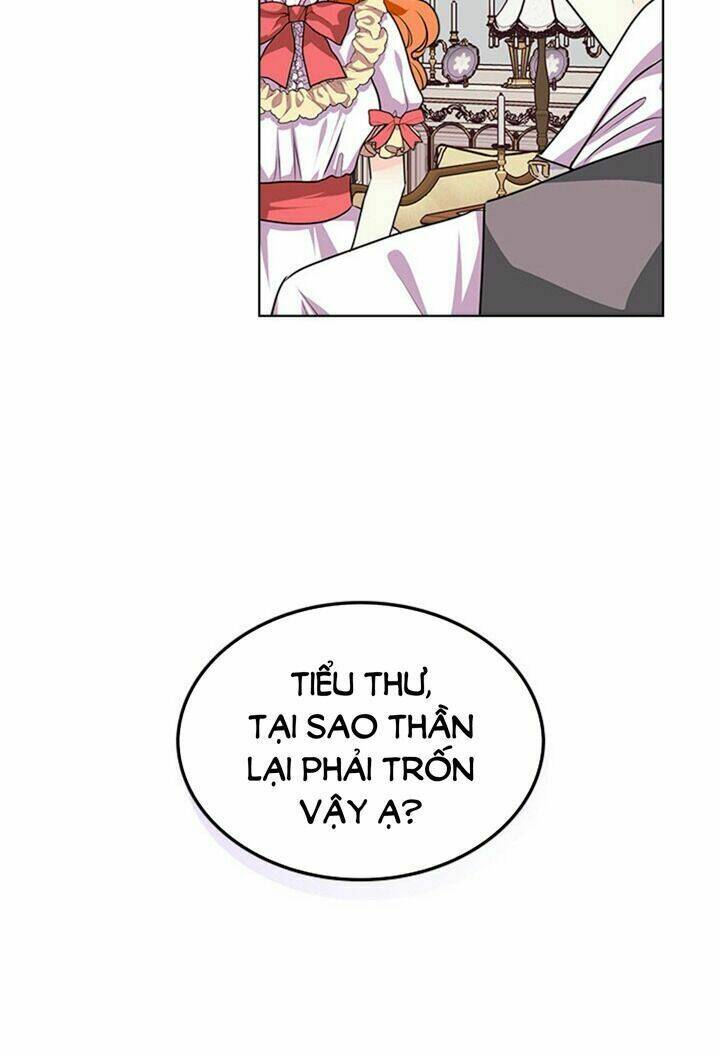 TIỂU THƯ,
TẠI SAO THẦN
LẠI PHẢI TRỐN
VẬY Ạ?